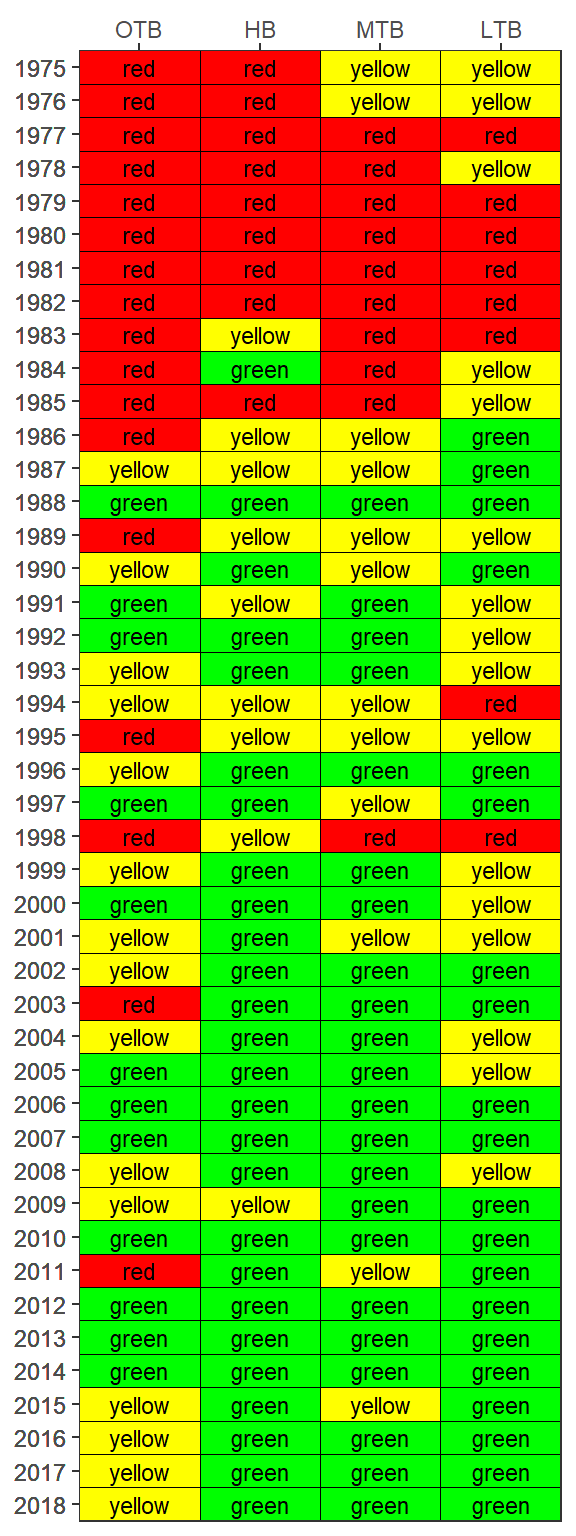 OTB HB MTB LTB
1975 red red yellow yellow
1976 red red yellow yellow
1977 red red red red
1978 red red red yellow
1979 red red red red
1980 red red red red
1981 red red red red
1982 red red red red
1983 red yellow red red
1984 red green red yellow
1985 red red red yellow
1986 red yellow yellow green
1987 yellow yellow yellow green
1988 green green green green
1989 red yellow yellow yellow
1990 yellow green yellow green
1991 green yellow green yellow
1992 green green green yellow
1993 yellow green green yellow
1994 yellow yellow yellow red
1995 red yellow yellow yellow
1996 yellow green green green
1997 green green yellow green
1998 red yellow red red
1999 yellow green green yellow
2000 green green green yellow
2001 yellow green yellow yellow
2002 yellow green green green
2003 red green green green
2004 yellow green green yellow
2005 green green green yellow
2006 green green green green
2007 green green green green
2008 yellow green green yellow
2009 yellow yellow green green
2010 green green green green
2011 red green yellow green
2012 green green green green
2013 green green green green
2014 green green green green
2015 yellow green yellow green
2016 yellow green green green
2017 yellow green green green
2018 yellow green green green